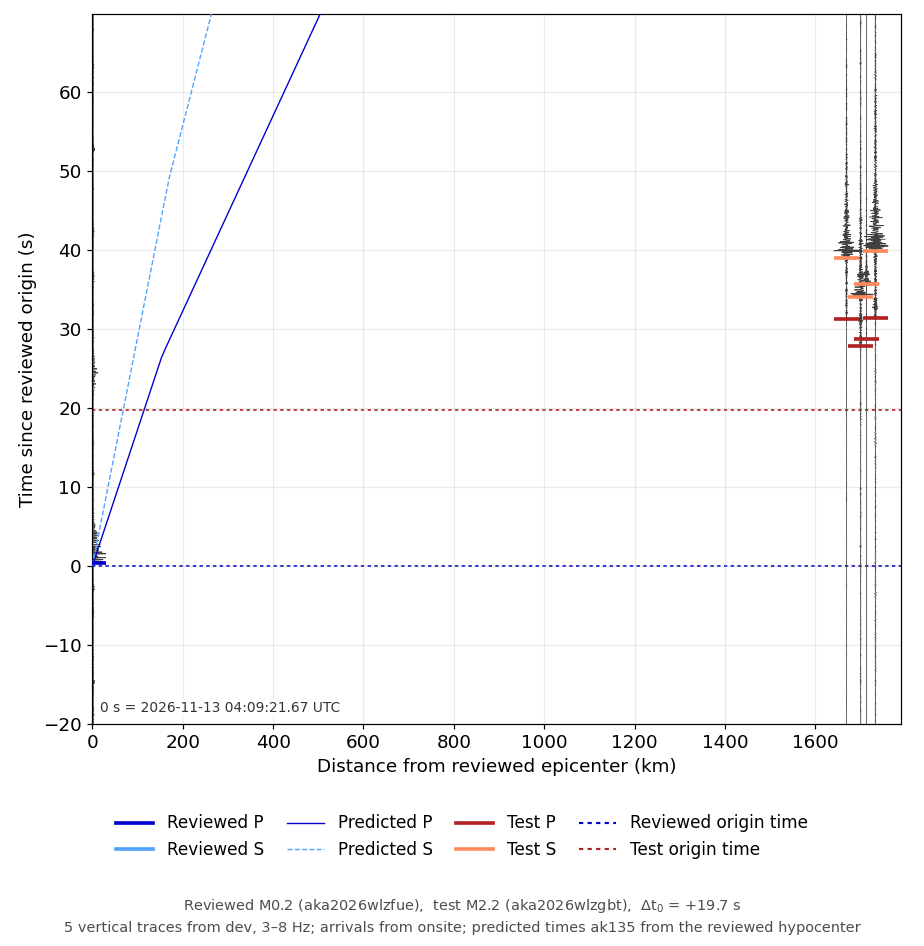 60
50
40
30
20
10
0
−10
−20
Time since reviewed origin (s)
0 s = 2026-11-13 04:09:21.67 UTC
0 200 400 600 800 1000 1200 1400 1600
Distance from reviewed epicenter (km)
Reviewed P Predicted P Test P Reviewed origin time
Reviewed S Predicted S Test S Test origin time
Reviewed M0.2 (aka2026wlzfue), test M2.2 (aka2026wlzgbt), Δt₀ = +19.7 s
5 vertical traces from dev, 3–8 Hz; arrivals from onsite; predicted times ak135 from the reviewed hypocenter